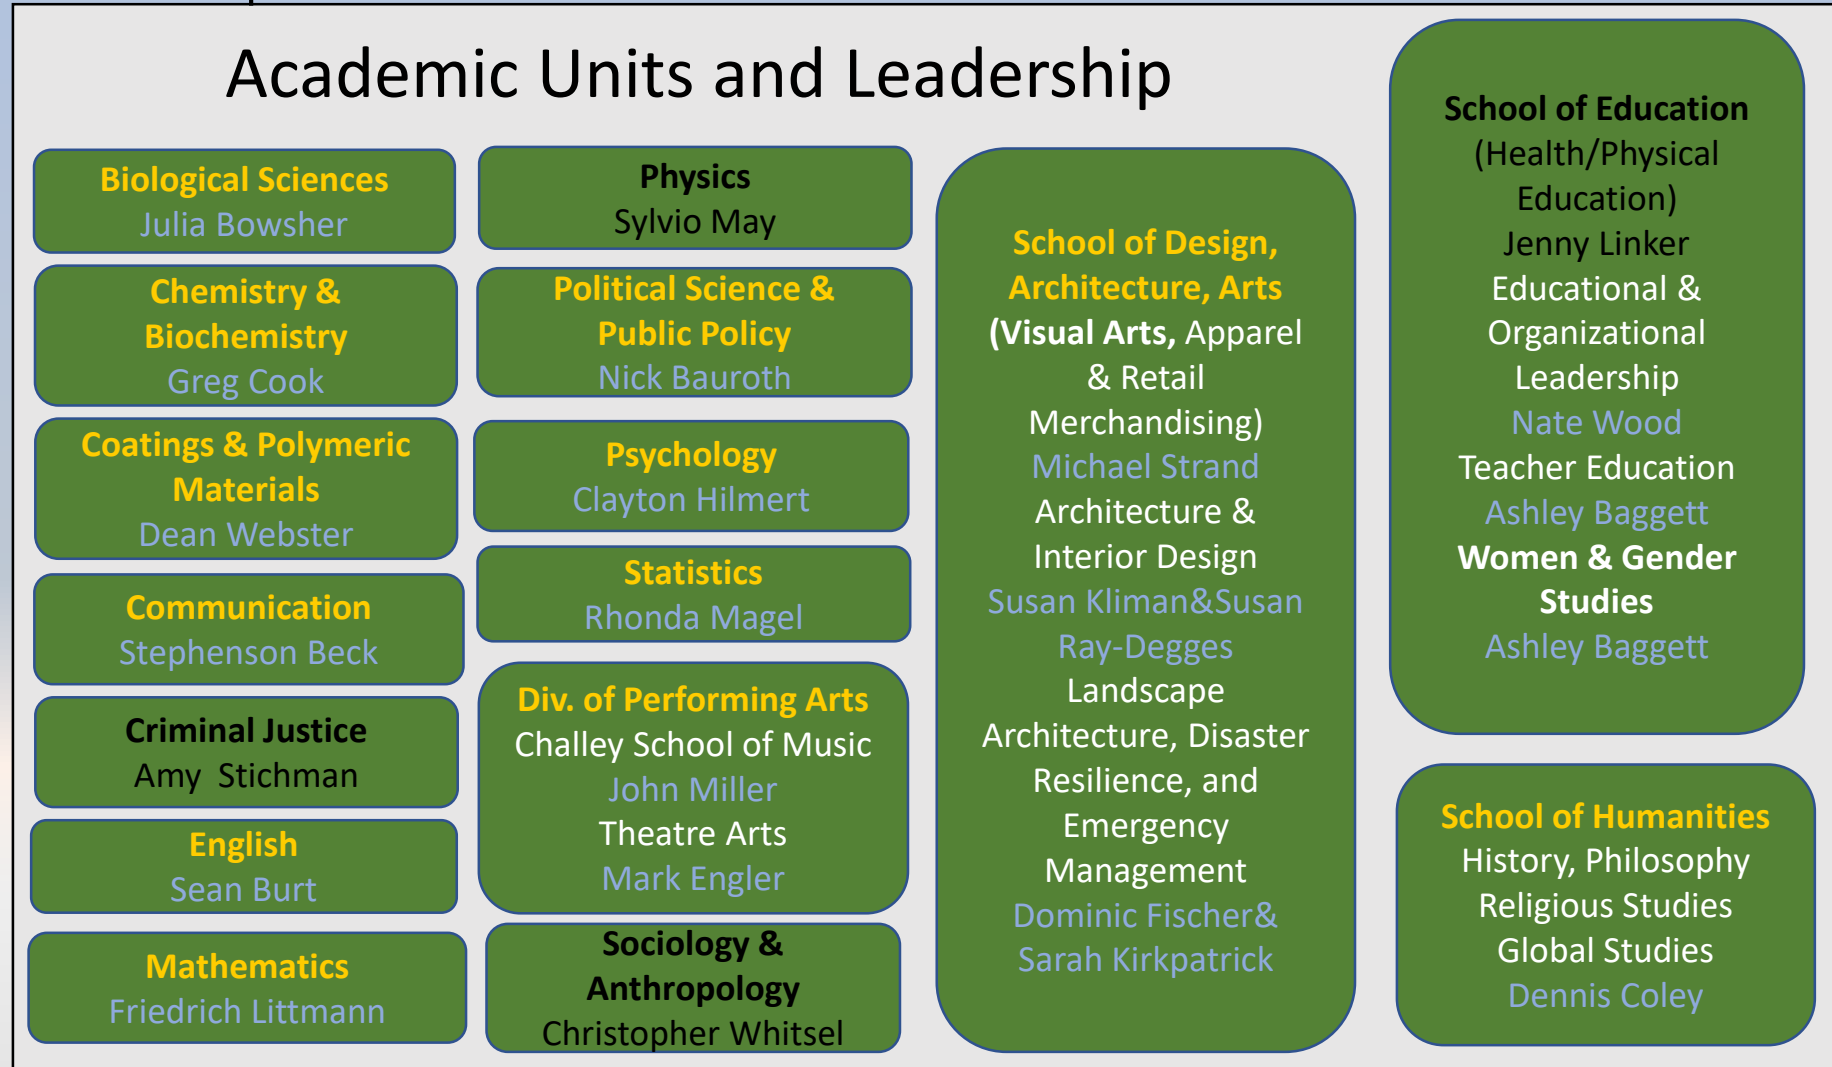 Academic Units and Leadership
Biological Sciences
Julia Bowsher
Chemistry &
Biochemistry
Greg Cook
Coatings & Polymeric
Materials
Dean Webster
Communication
Stephenson Beck
Criminal Justice
Amy Stichman
English
Sean Burt
Mathematics
Friedrich Littmann
Physics
Sylvio May
Political Science &
Public Policy
Nick Bauroth
Psychology
Clayton Hilmert
Statistics
Rhonda Magel
Div. of Performing Arts
Challey School of Music
John Miller
Theatre Arts
Mark Engler
Sociology &
Anthropology
Christopher Whitsel
School of Design,
Architecture, Arts
(Visual Arts, Apparel
& Retail
Merchandising)
Michael Strand
Architecture &
Interior Design
Susan Kliman&Susan
Ray-Degges
Landscape
Architecture, Disaster
Resilience, and
Emergency
Management
Dominic Fischer&
Sarah Kirkpatrick
School of Education
(Health/Physical
Education)
Jenny Linker
Educational &
Organizational
Leadership
Nate Wood
Teacher Education
Ashley Baggett
Women & Gender
Studies
Ashley Baggett
School of Humanities
History, Philosophy
Religious Studies
Global Studies
Dennis Coley